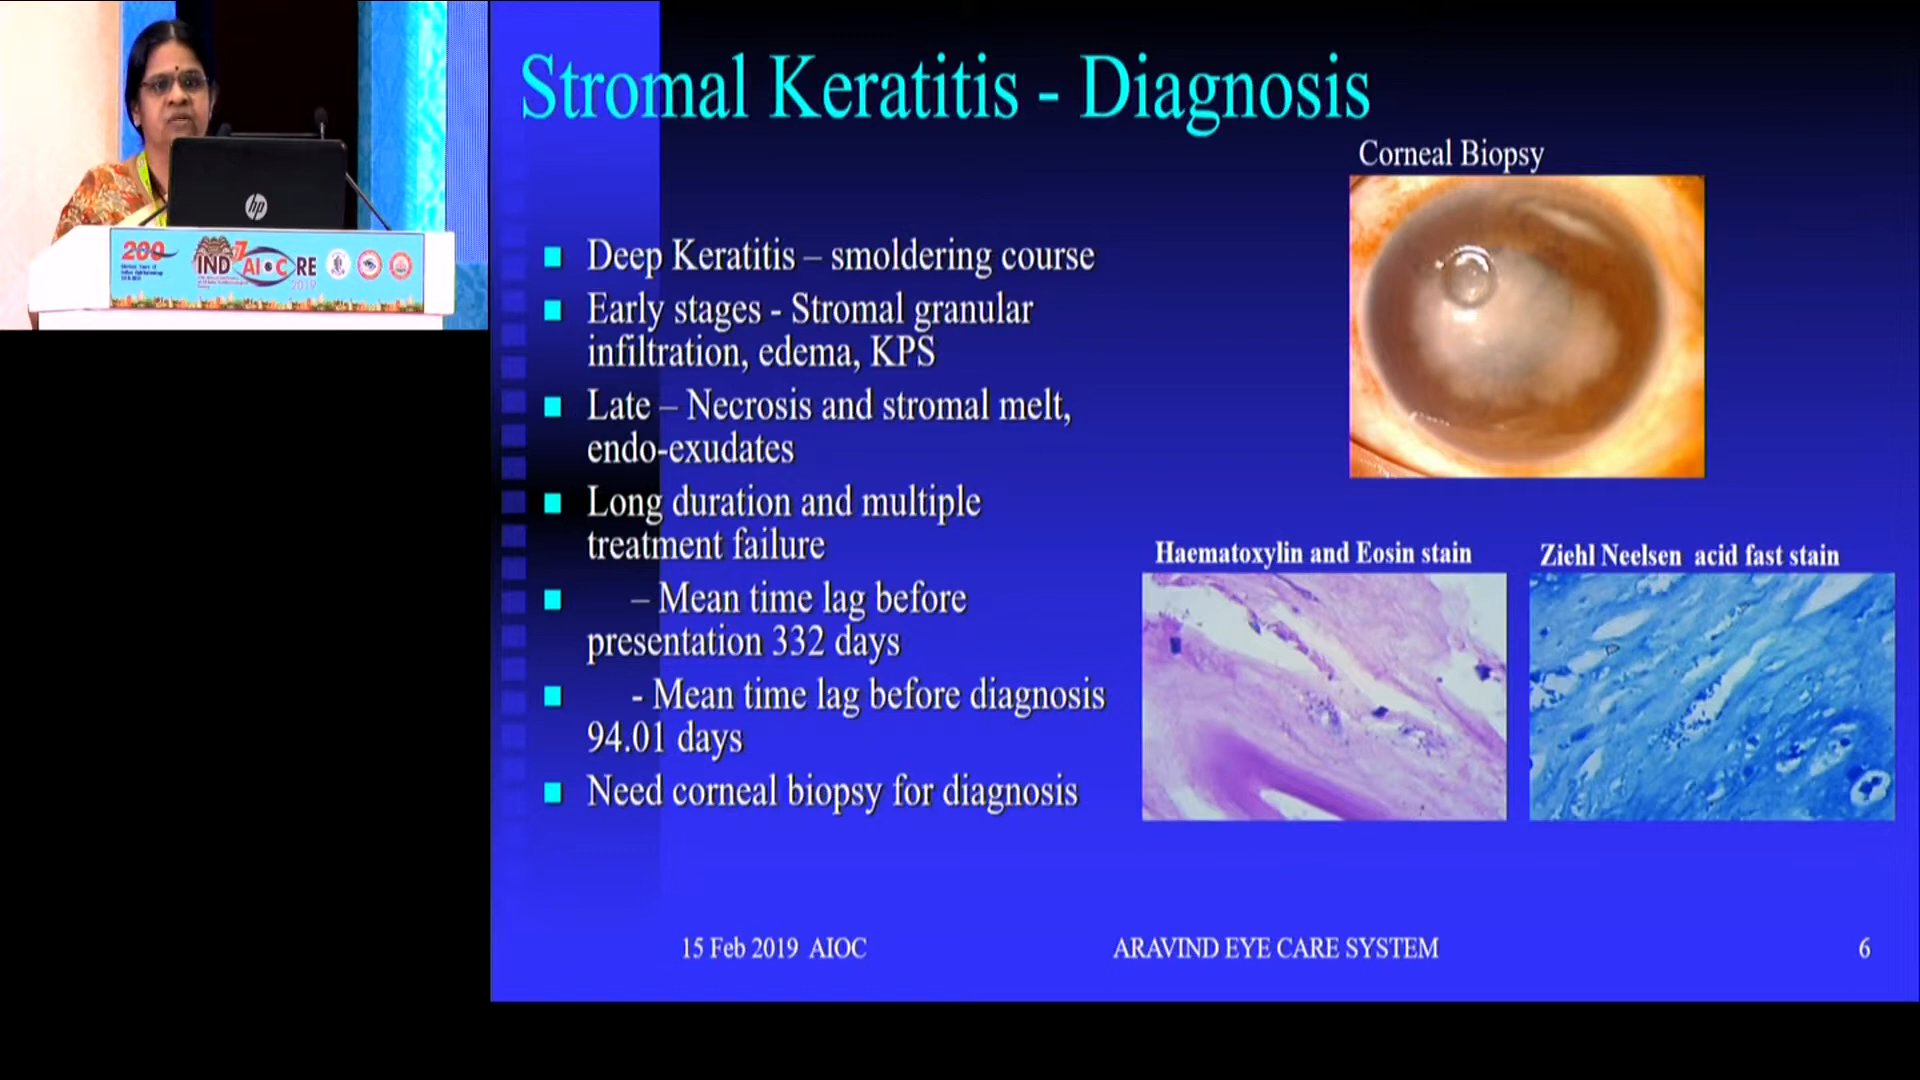 Stromal Keratitis - Diagnosis
Corneal Biopsy
Deep Keratitis – smoldering course
Early stages - Stromal granular
infiltration, edema, KPS
Late – Necrosis and stromal melt,
endo-exudates
Long duration and multiple
treatment failure
– Mean time lag before
presentation 332 days
- Mean time lag before diagnosis
94.01 days
Need corneal biopsy for diagnosis
Haematoxylin and Eosin stain
Ziehl Neelsen acid fast stain
15 Feb 2019 AIOC
ARAVIND EYE CARE SYSTEM
6
hp
200
IND AIOC RE
2019